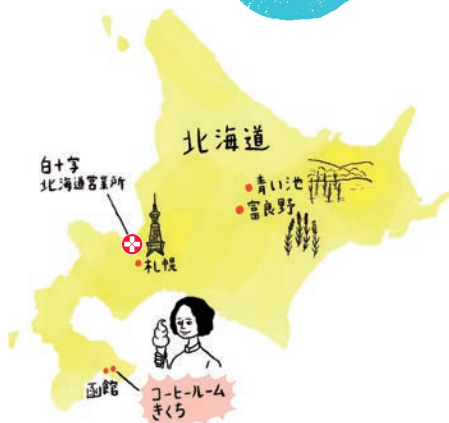 北海道
白十字
北海道営業所
青い池
富良野
札幌
函館
コーヒールーム
きくち